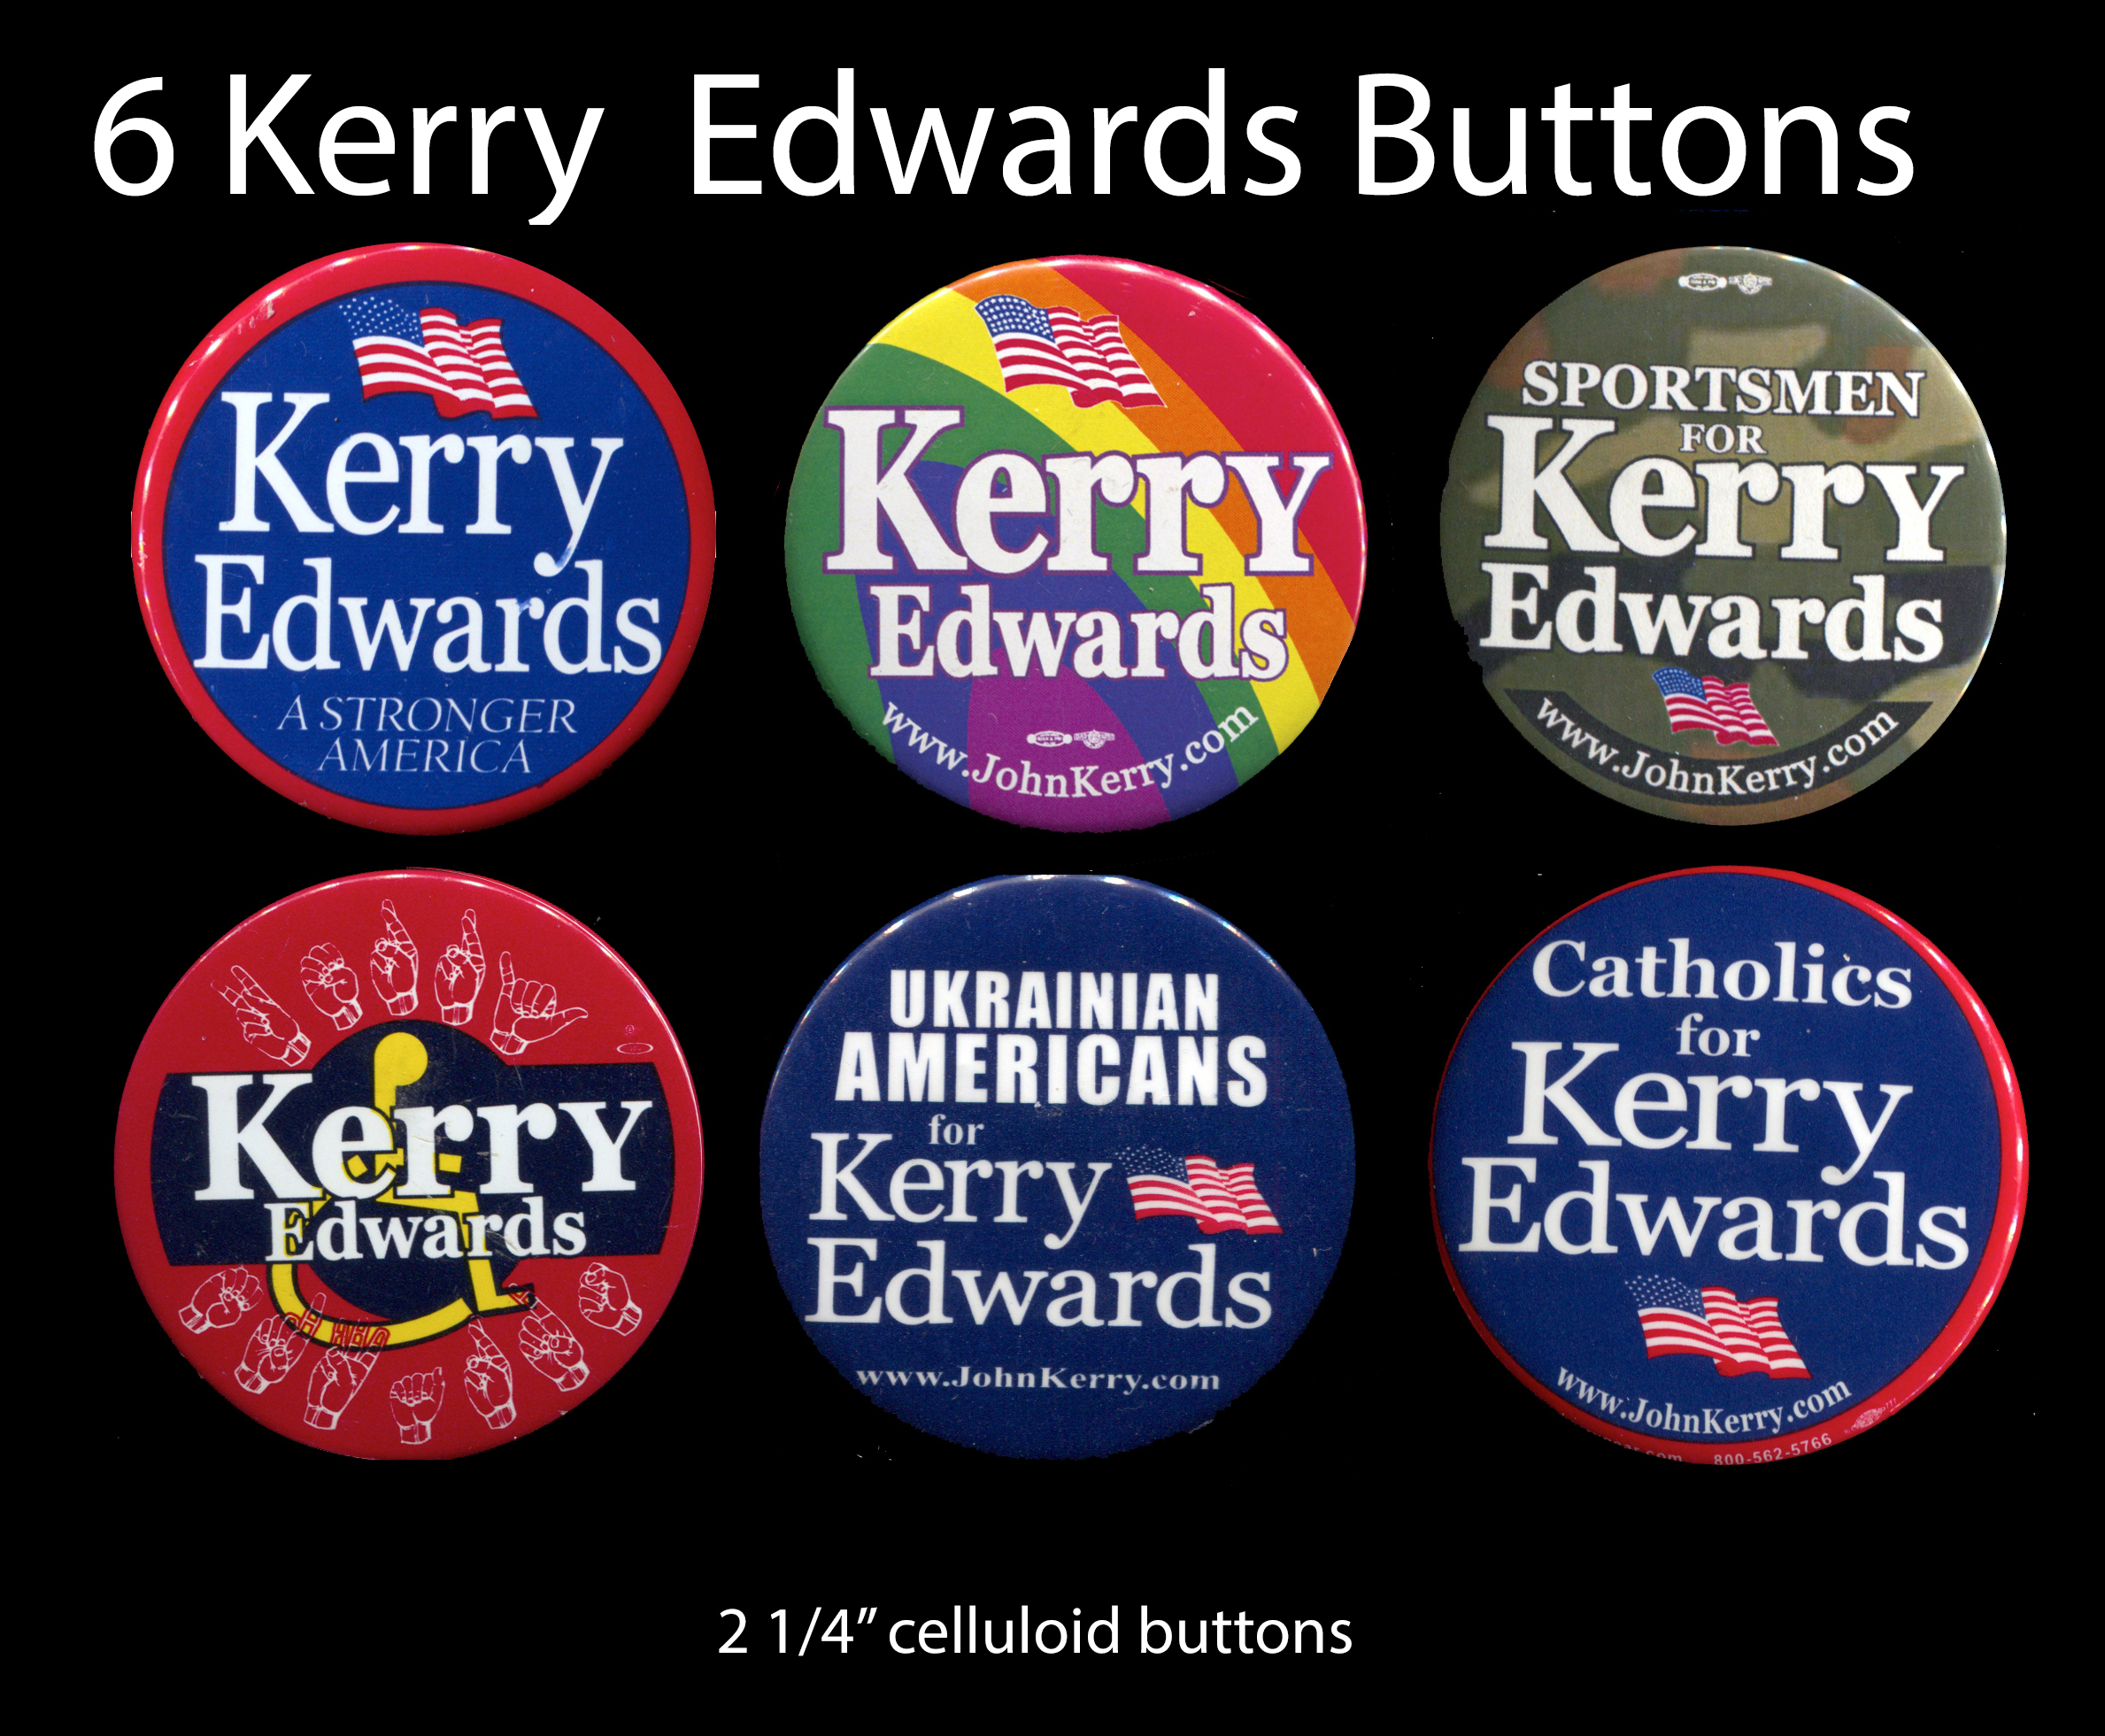 6 Kerry Edwards Buttons
Kerry
Edwards
A STRONGER
AMERICA
Kerry
Edwards
www.JohnKerry.com
SPORTSMEN
FOR
Kerry
Edwards
www.JohnKerry.com
Kerry
Edwards
UKRAINIAN
AMERICANS
for
Kerry
Edwards
www.JohnKerry.com
Catholics
for
Kerry
Edwards
www.JohnKerry.com
800-562-5766
2 1/4” celluloid buttons